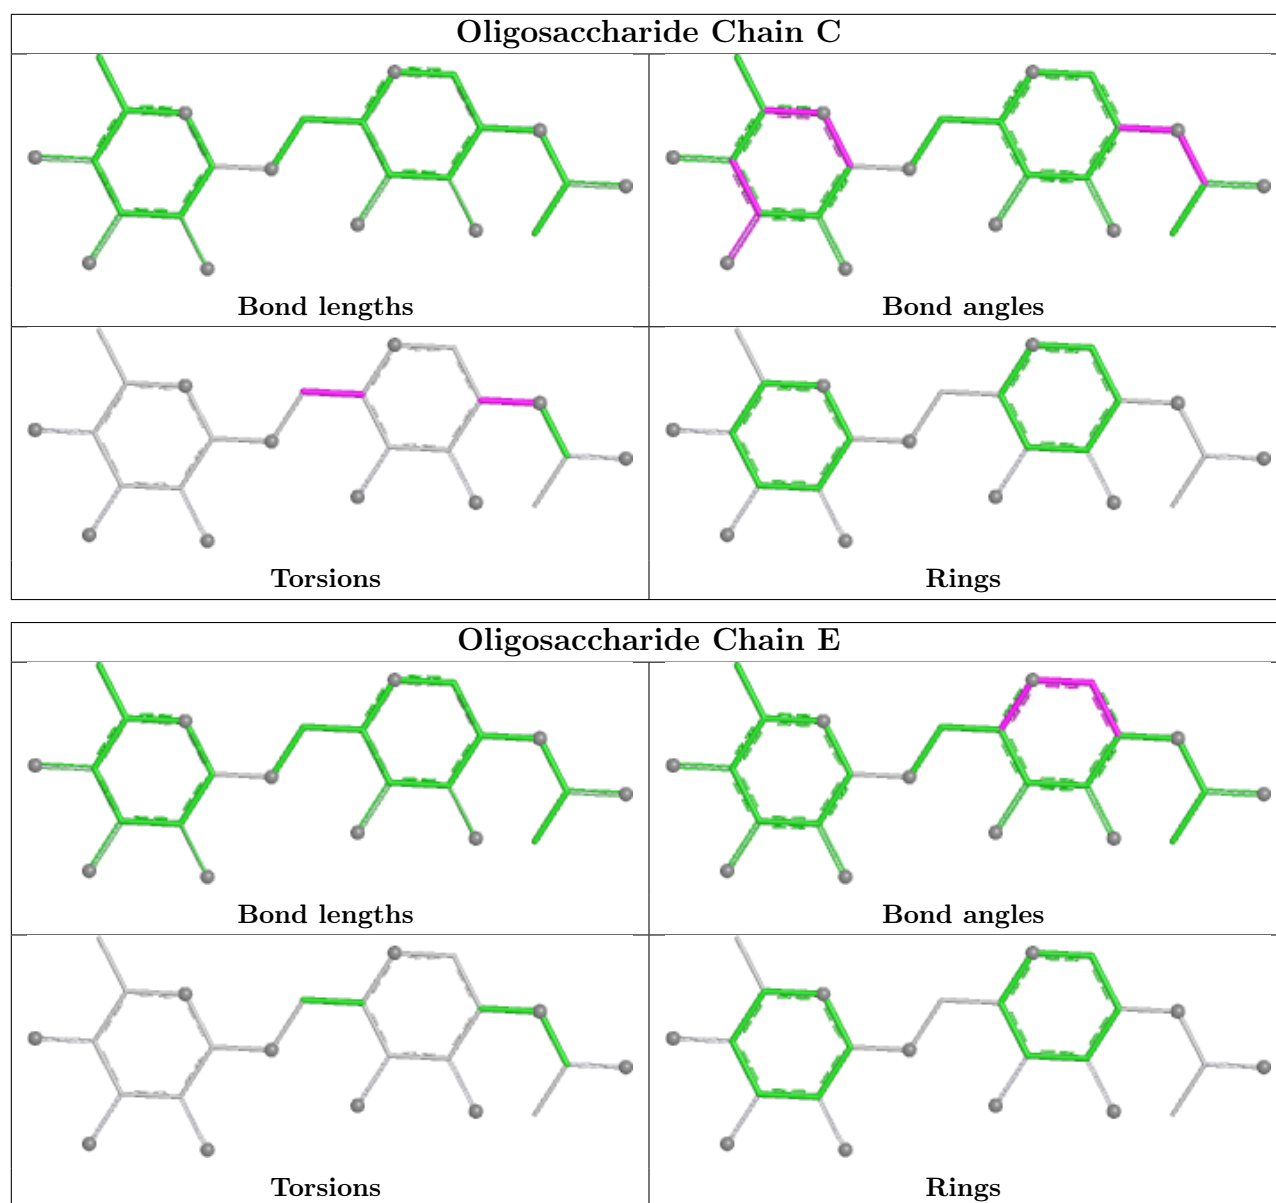 Oligosaccharide Chain C
Bond lengths
Bond angles
Torsions
Rings
Oligosaccharide Chain E
Bond lengths
Bond angles
Torsions
Rings